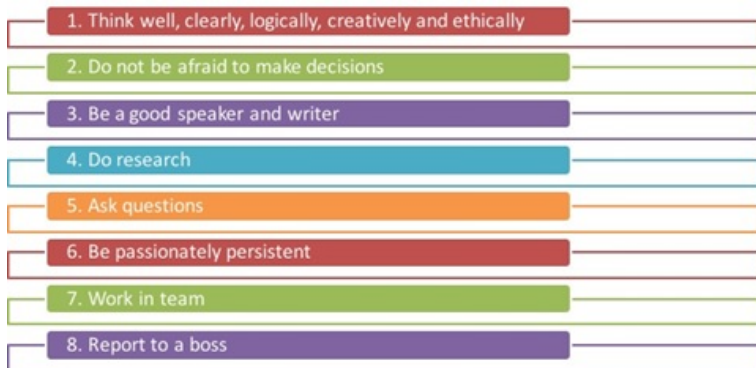 1. Think well, clearly, logically, creatively and ethically
2. Do not be afraid to make decisions
3. Be a good speaker and writer
4. Do research
5. Ask questions
6. Be passionately persistent
7. Work in team
8. Report to a boss